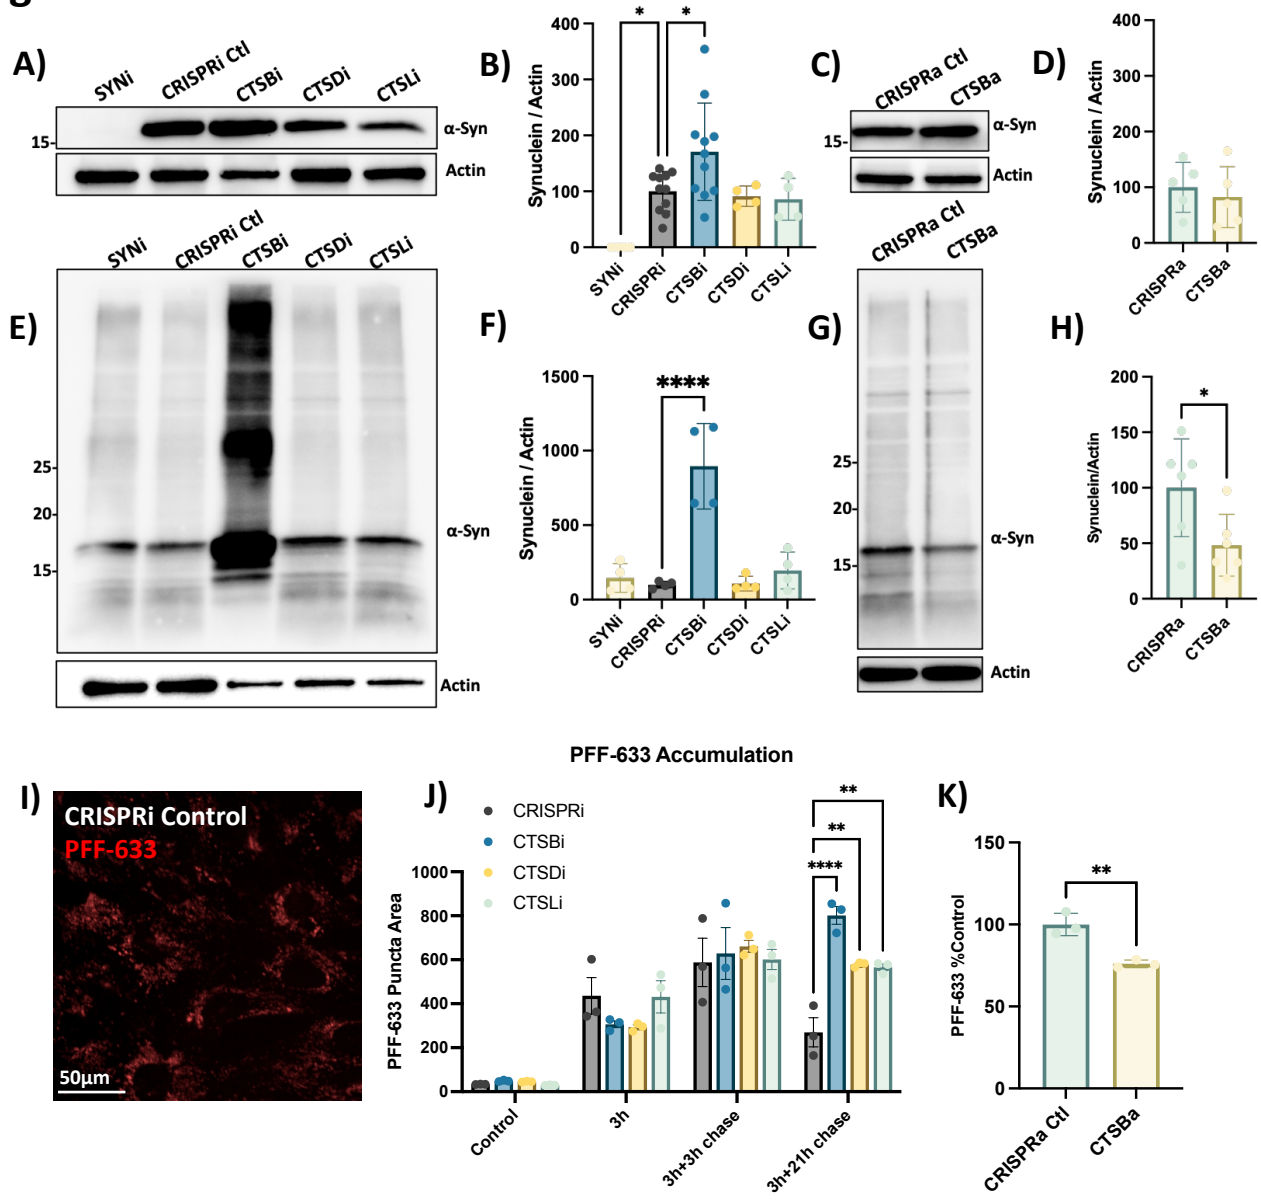 A)
SYNi
CRISPRi Ctl
CTSBi
CTSDi
CTSLi
15-
α-Syn
Actin
B)
Synuclein / Actin
400
300
200
100
0
*
*
SYNi
CRISPRi
CTSBi
CTSDi
CTSLi
C)
CRISPRa Ctl
CTSBa
15-
α-Syn
Actin
D)
Synuclein / Actin
400
300
200
100
0
CRISPRa
CTSBa
E)
SYNi
CRISPRi Ctl
CTSBi
CTSDi
CTSLi
25-
20-
15-
α-Syn
Actin
F)
Synuclein / Actin
1500
1000
500
0
****
SYNi
CRISPRi
CTSBi
CTSDi
CTSLi
G)
CRISPRa Ctl
CTSBa
25-
20-
15-
α-Syn
Actin
H)
Synuclein/Actin
200
150
100
50
0
*
CRISPRa
CTSBa
PFF-633 Accumulation
I)
CRISPRi Control
PFF-633
50μm
J)
CRISPRi
CTSBi
CTSDi
CTSLi
PFF-633 Puncta Area
1000
800
600
400
200
0
**
**
****
Control
3h
3h+3h chase
3h+21h chase
K)
PFF-633 %Control
150
100
50
0
**
CRISPRa Ctl
CTSBa